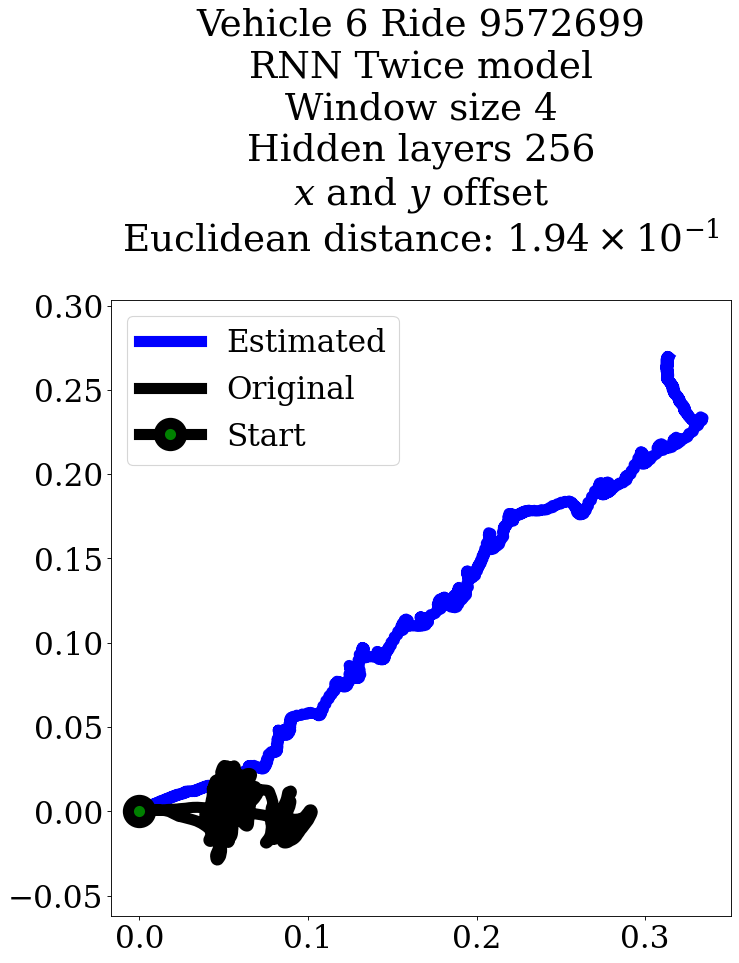 Vehicle 6 Ride 9572699
RNN Twice model
Window size 4
Hidden layers 256
x and y offset
Euclidean distance: 1.94 × 10⁻¹
0.30
Estimated
0.25
Original
Start
0.20
0.15
0.10
0.05
0.00
−0.05
0.0 0.1 0.2 0.3